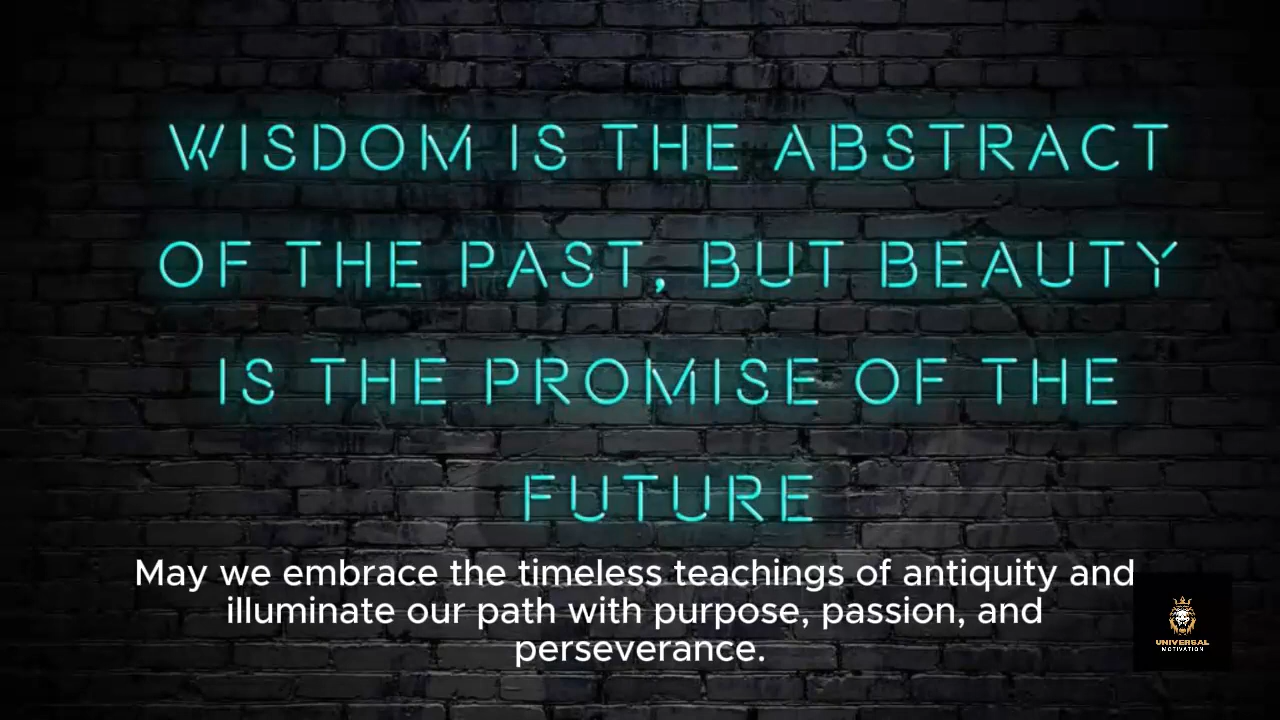 WISDOM IS THE ABSTRACT
OF THE PAST, BUT BEAUTY
IS THE PROMISE OF THE
FUTURE
May we embrace the timeless teachings of antiquity and
illuminate our path with purpose, passion, and
perseverance.
UNIVERSAL
MOTIVATION